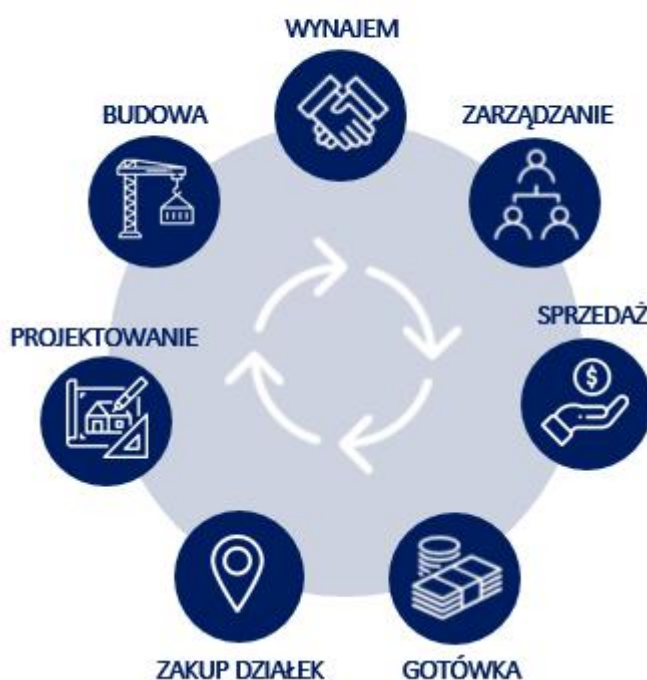 WYNAJEM
BUDOWA
ZARZĄDZANIE
SPRZEDAŻ
PROJEKTOWANIE
$
ZAKUP DZIAŁEK
GOTÓWKA